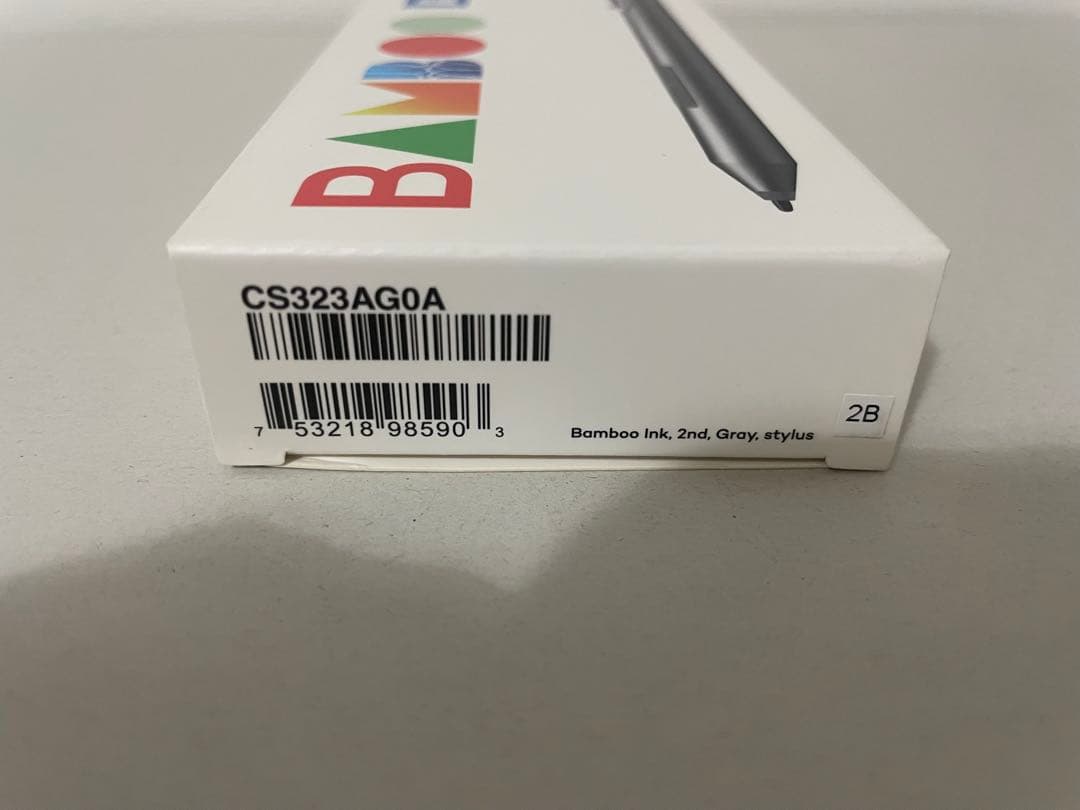 BAMBOO
CS323AG0A
7 53218 98590 3
Bamboo Ink, 2nd, Gray, stylus
2B